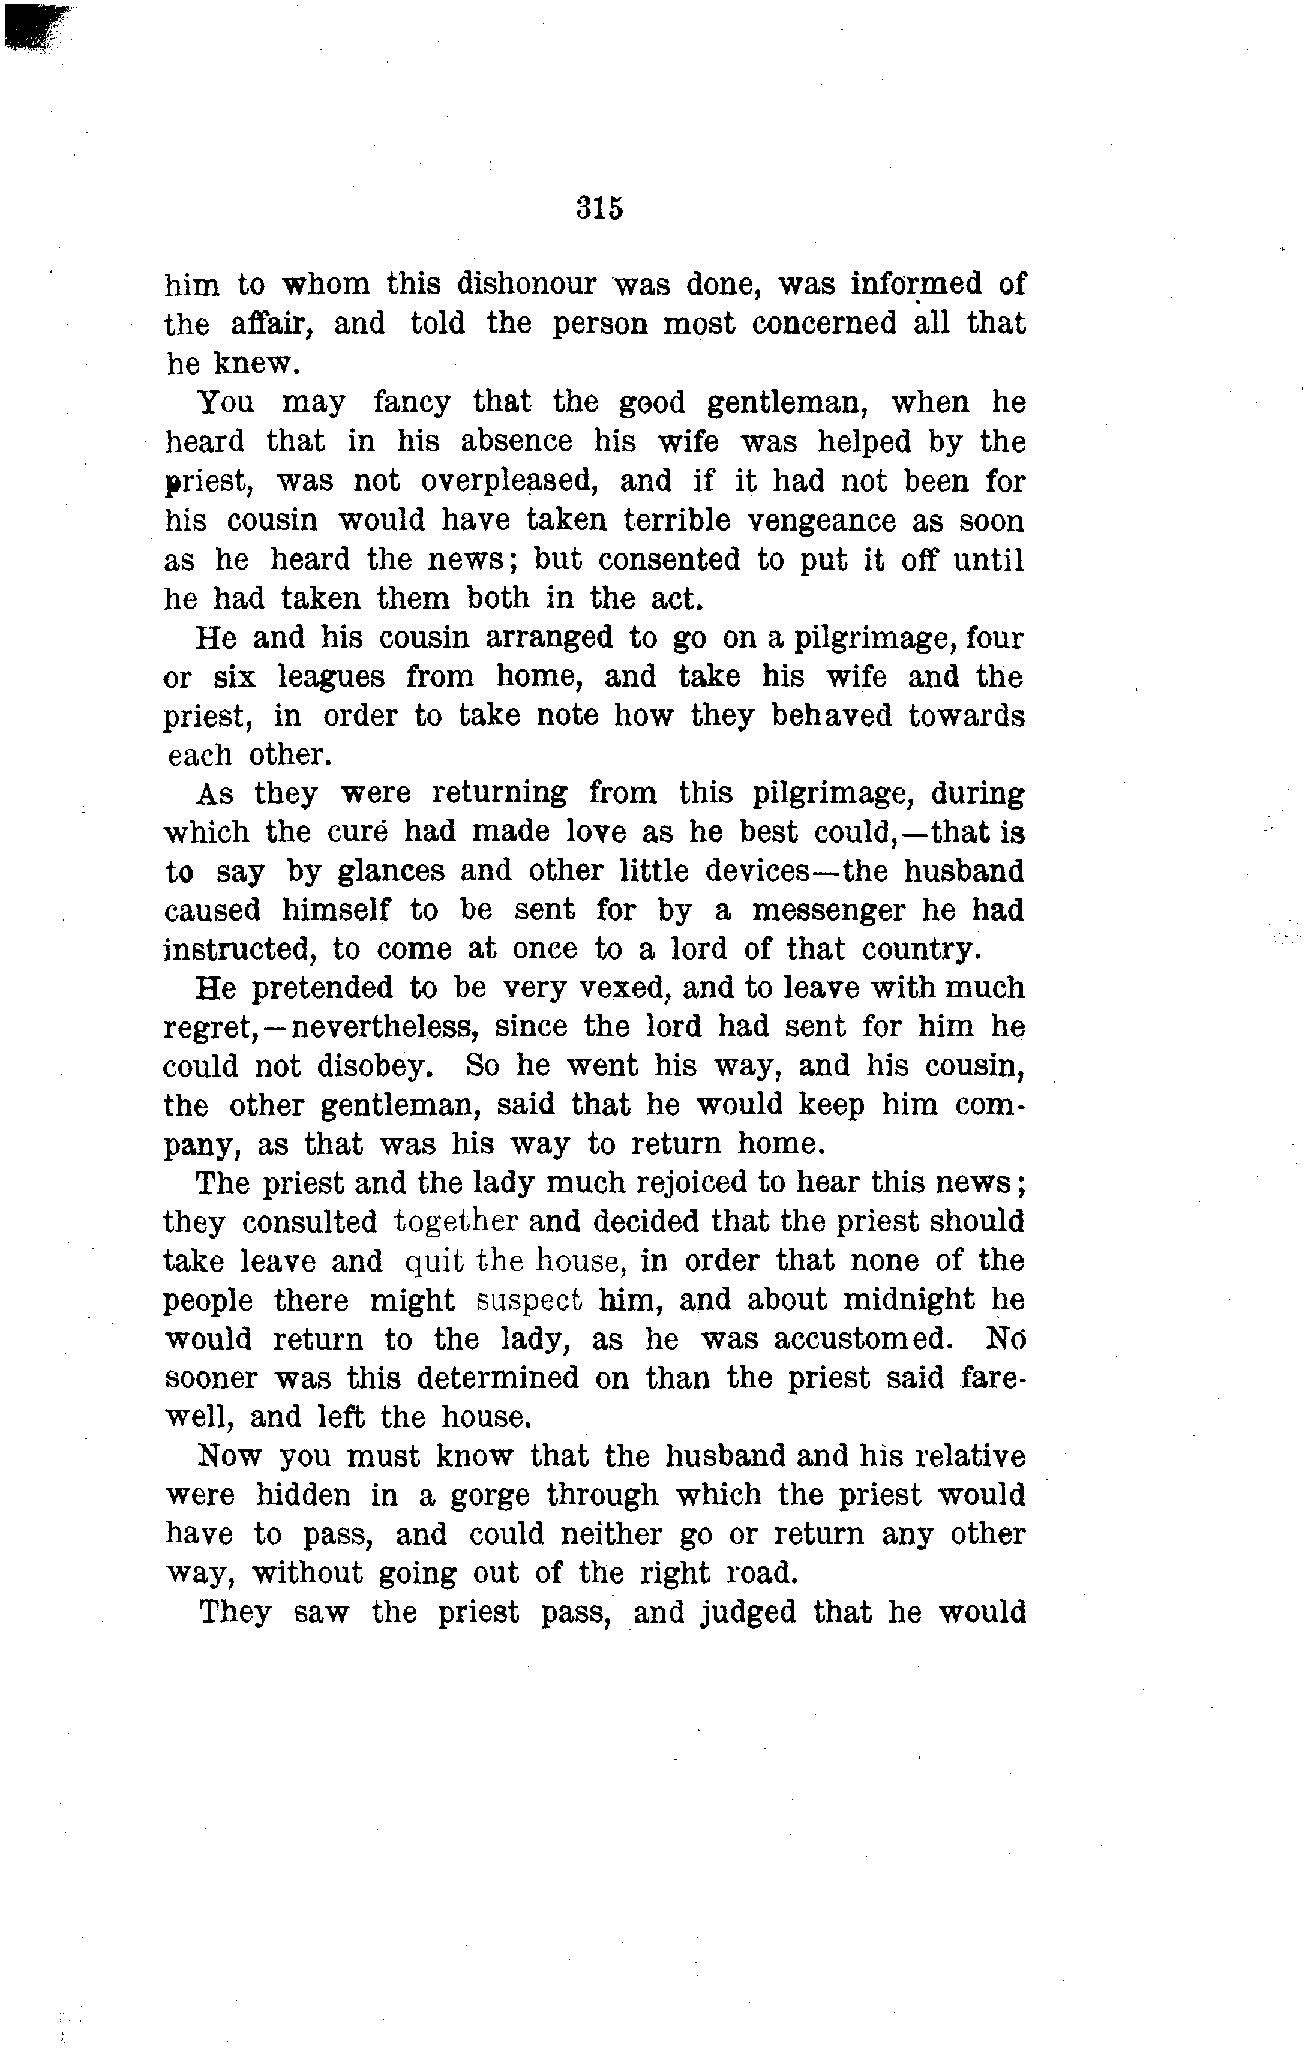 315
him to whom this dishonour was done, was informed of
the affair, and told the person most concerned all that
he knew.
You may fancy that the good gentleman, when he
heard that in his absence his wife was helped by the
priest, was not overpleased, and if it had not been for
his cousin would have taken terrible vengeance as soon
as he heard the news; but consented to put it off until
he had taken them both in the act.
He and his cousin arranged to go on a pilgrimage, four
or six leagues from home, and take his wife and the
priest, in order to take note how they behaved towards
each other.
As they were returning from this pilgrimage, during
which the curé had made love as he best could,—that is
to say by glances and other little devices—the husband
caused himself to be sent for by a messenger he had
instructed, to come at once to a lord of that country.
He pretended to be very vexed, and to leave with much
regret,—nevertheless, since the lord had sent for him he
could not disobey. So he went his way, and his cousin,
the other gentleman, said that he would keep him com-
pany, as that was his way to return home.
The priest and the lady much rejoiced to hear this news;
they consulted together and decided that the priest should
take leave and quit the house, in order that none of the
people there might suspect him, and about midnight he
would return to the lady, as he was accustomed. No
sooner was this determined on than the priest said fare-
well, and left the house.
Now you must know that the husband and his relative
were hidden in a gorge through which the priest would
have to pass, and could neither go or return any other
way, without going out of the right road.
They saw the priest pass, and judged that he would